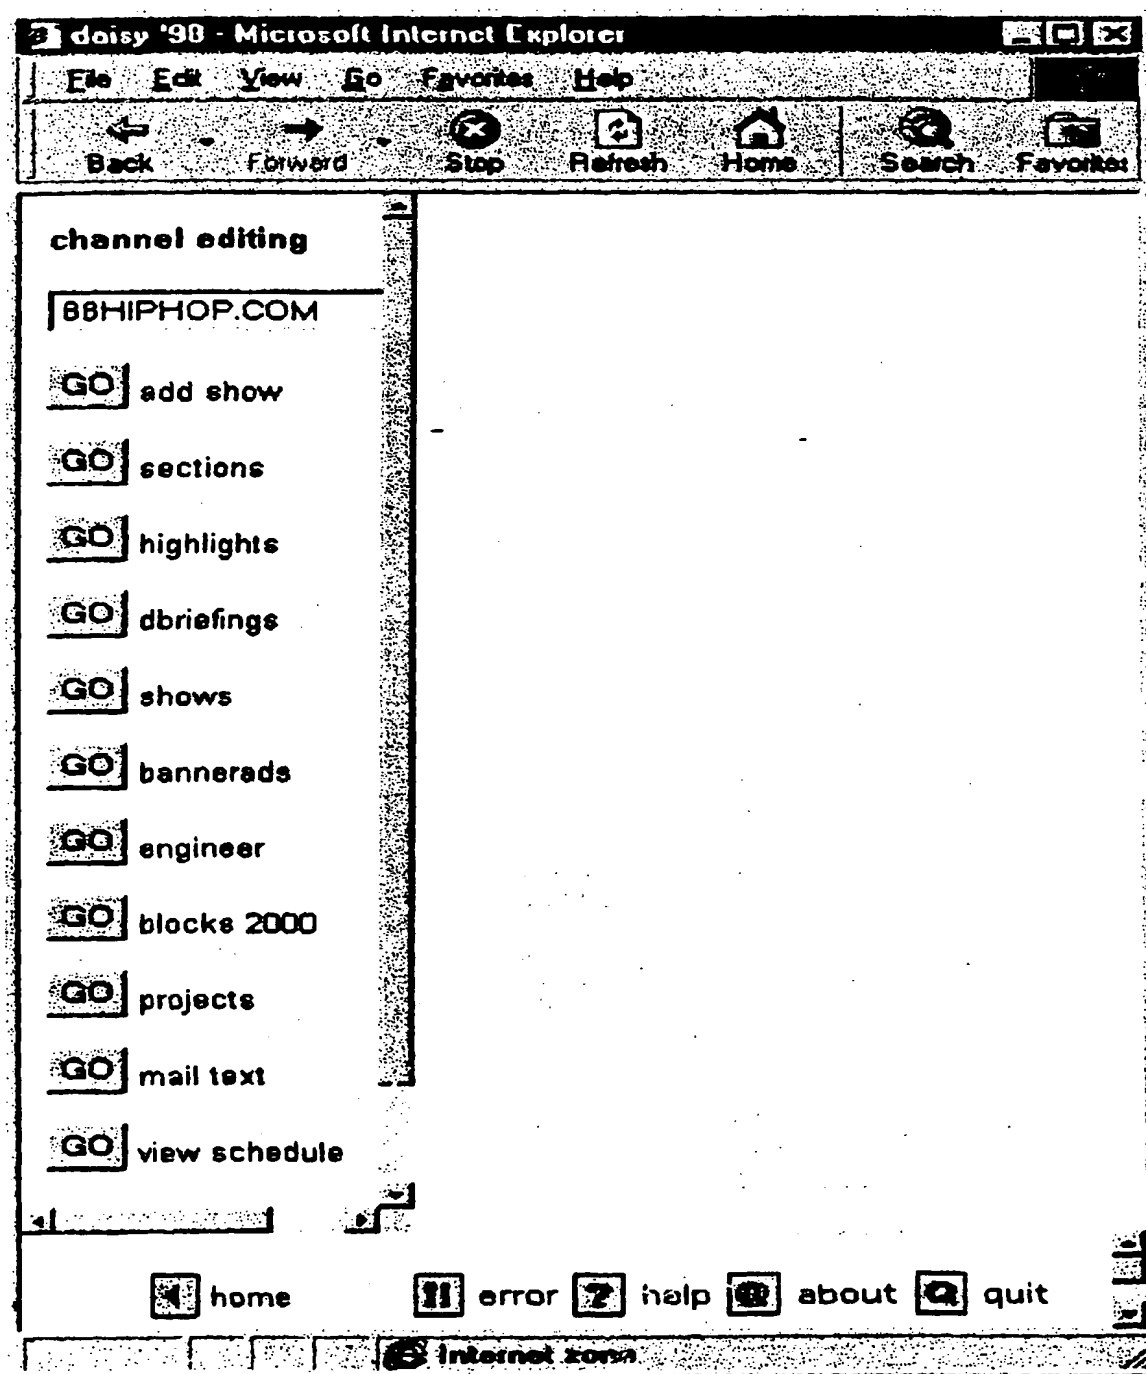 daisy '98 - Microsoft Internet Explorer
File Edit View Go Favorites Help
Back Forward Stop Refresh Home Search Favorites
channel editing
88HIPHOP.COM
GO add show
GO sections
GO highlights
GO dbriefings
GO shows
GO bannerads
GO engineer
GO blocks 2000
GO projects
GO mail text
GO view schedule
home !! error ? help @ about Q quit
Internet zone